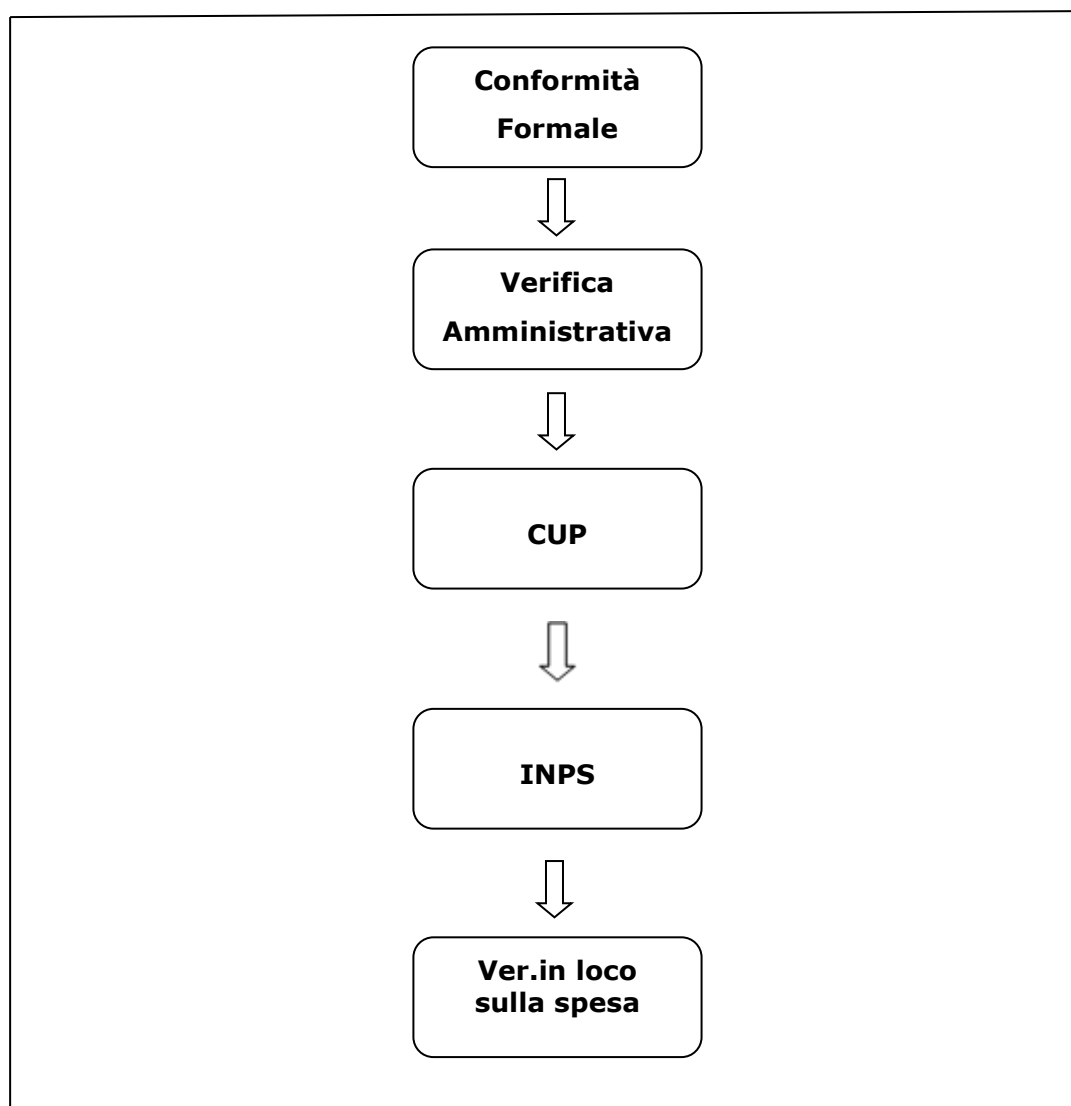 Conformità
Formale
Verifica
Amministrativa
CUP
INPS
Ver.in loco
sulla spesa